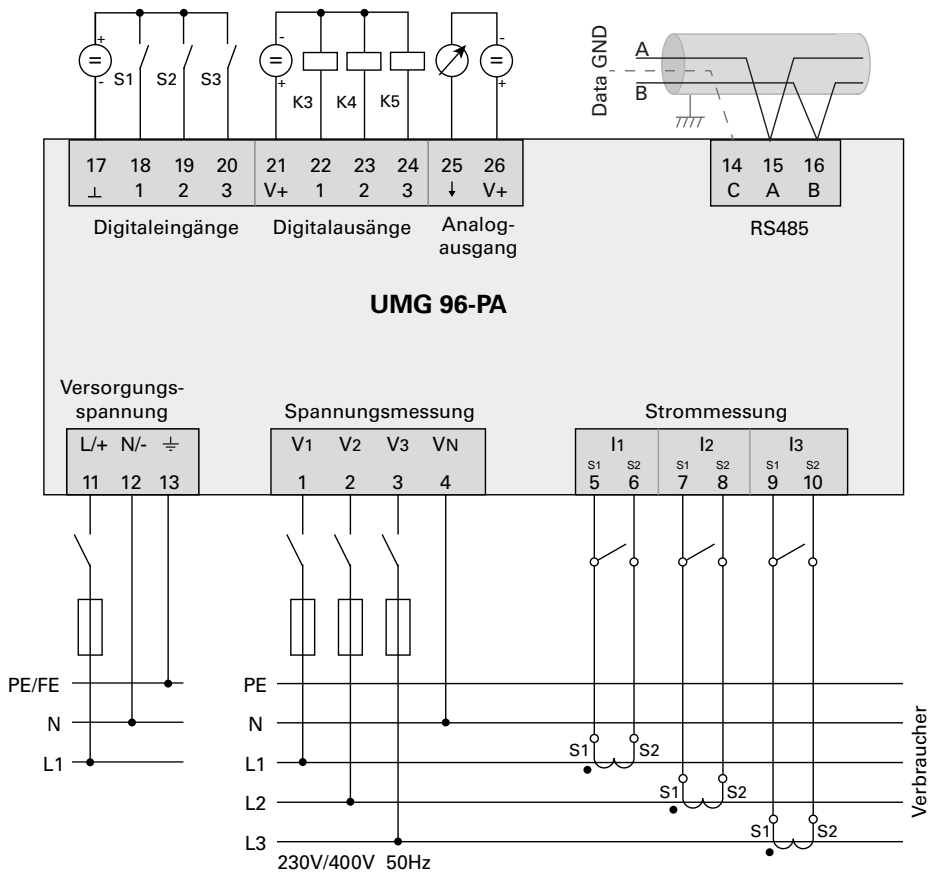 +
=
-
S1 S2 S3
-
=
+
K3 K4 K5
-
=
+
Data GND
A
B
17 18 19 20 21 22 23 24 25 26
⊥ 1 2 3 V+ 1 2 3 ↓ V+
14 15 16
C A B
Digitaleingänge Digitalausänge Analog-
ausgang
RS485
UMG 96-PA
Versorgungs-
spannung
Spannungsmessung
Strommessung
L/+ N/- ⏚
11 12 13
V1 V2 V3 VN
1 2 3 4
I1 I2 I3
S1 S2 S1 S2 S1 S2
5 6 7 8 9 10
PE/FE
N
L1
PE
N
L1
L2
L3
230V/400V 50Hz
S1 S2
S1 S2
S1 S2
Verbraucher